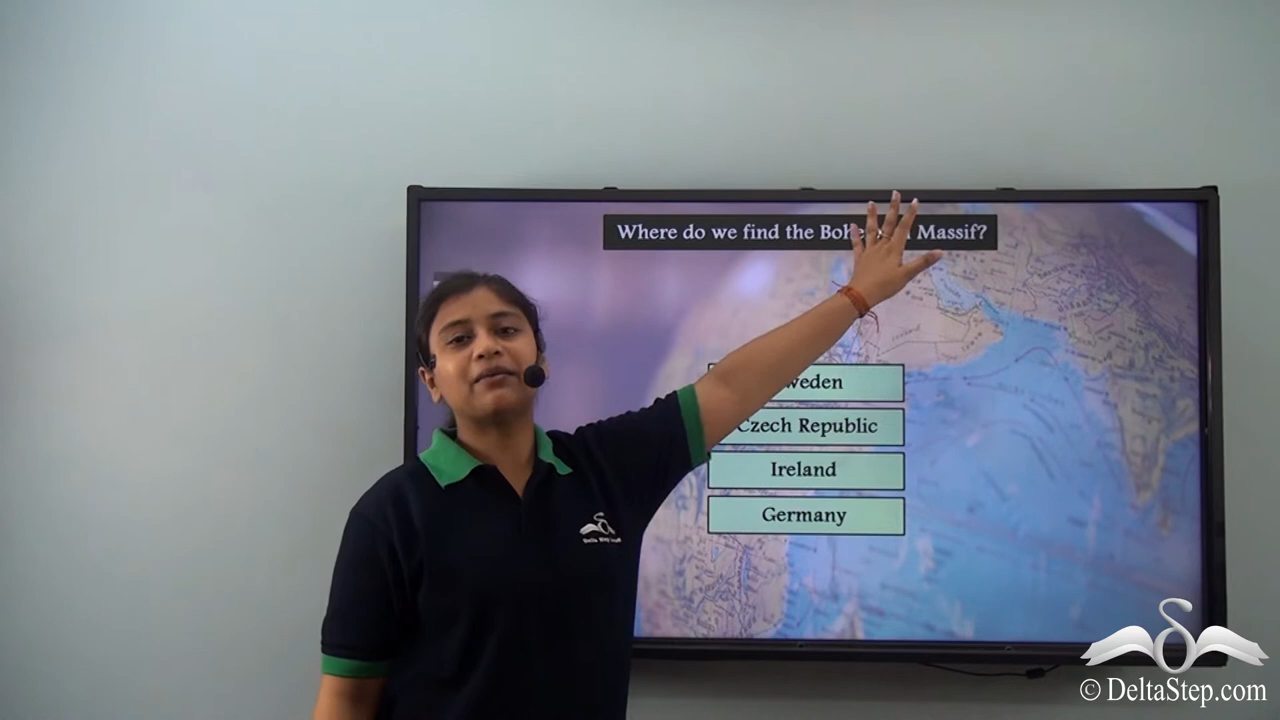 Where do we find the Massif?
Czech Republic
Ireland
Germany
© DeltaStep.com